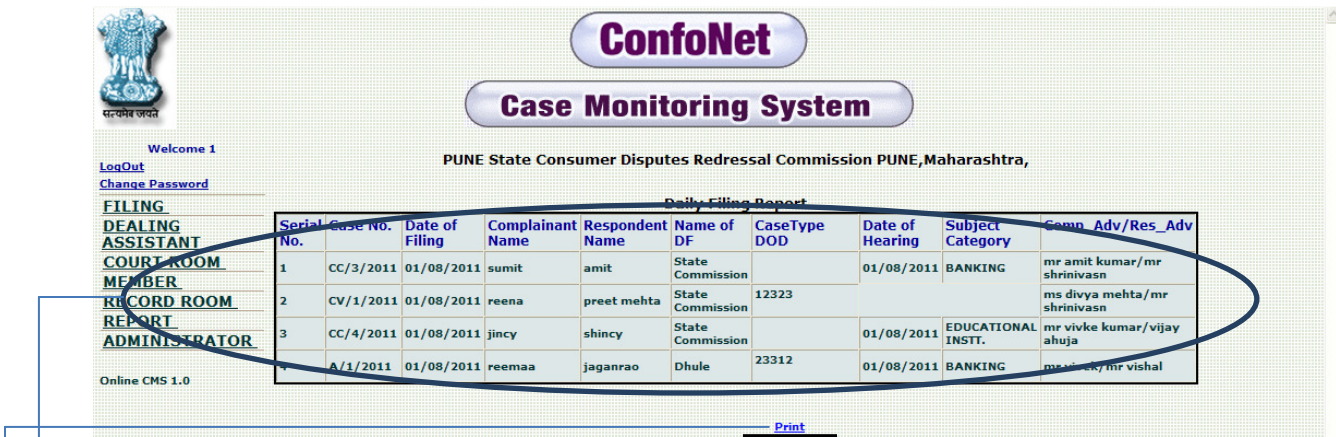 ConfoNet
Case Monitoring System
सत्यमेव जयते
Welcome 1
LogOut
Change Password
PUNE State Consumer Disputes Redressal Commission PUNE,Maharashtra,
FILING
DEALING
ASSISTANT
COURT ROOM
MEMBER
RECORD ROOM
REPORT
ADMINISTRATOR
Online CMS 1.0
Daily Filing Report
Serial No. Case No. Date of Filing Complainant Name Respondent Name Name of DF CaseType DOD Date of Hearing Subject Category Comp_Adv/Res_Adv
1 CC/3/2011 01/08/2011 sumit amit State Commission 01/08/2011 BANKING mr amit kumar/mr shrinivasn
2 CV/1/2011 01/08/2011 reena preet mehta State Commission 12323 ms divya mehta/mr shrinivasn
3 CC/4/2011 01/08/2011 jincy shincy State Commission 01/08/2011 EDUCATIONAL INSTT. mr vivke kumar/vijay ahuja
4 A/1/2011 01/08/2011 reemaa jaganrao Dhule 23312 01/08/2011 BANKING mr vivek/mr vishal
Print